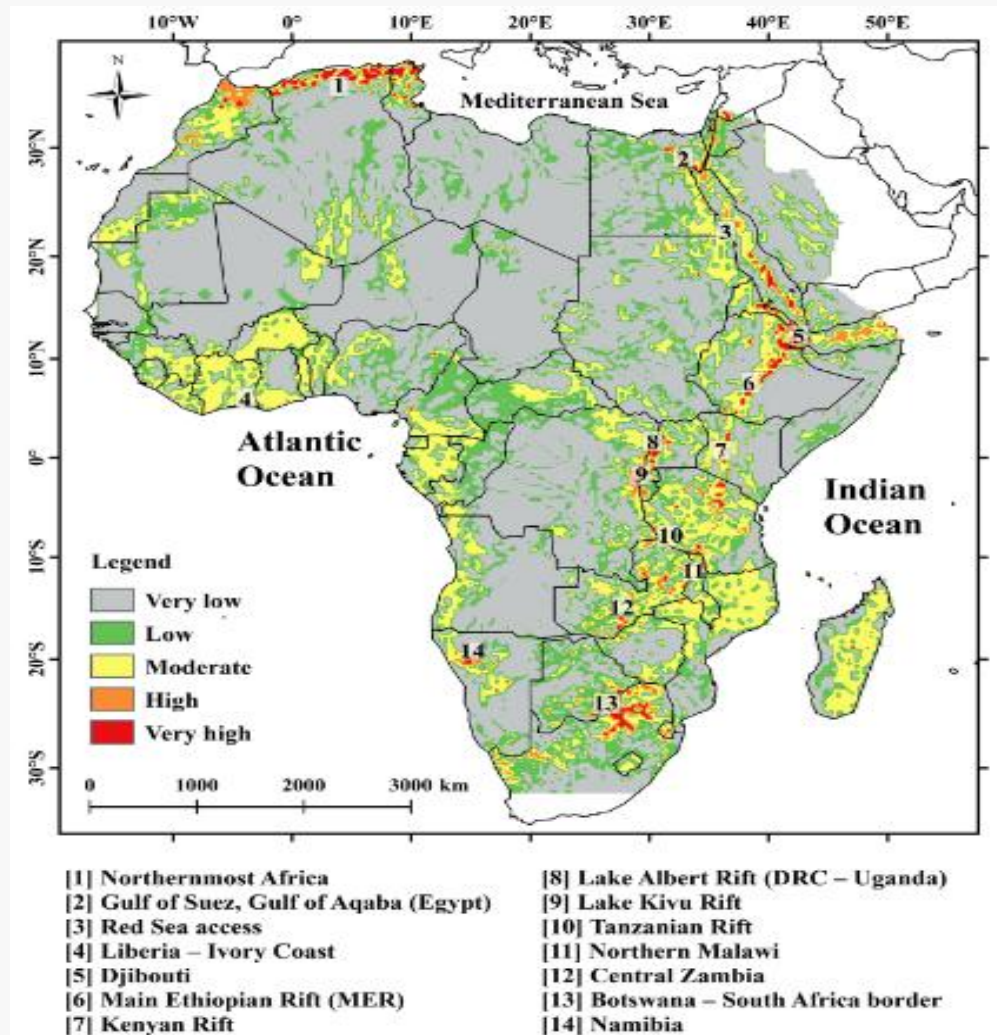 10°W 0° 10°E 20°E 30°E 40°E 50°E
N
Mediterranean Sea
1
2
3
4
5
6
7
8
9
10
11
12
13
14
30°N
20°N
10°N
0°
10°S
20°S
30°S
Atlantic
Ocean
Indian
Ocean
Legend
Very low
Low
Moderate
High
Very high
0 1000 2000 3000 km
[1] Northernmost Africa
[2] Gulf of Suez, Gulf of Aqaba (Egypt)
[3] Red Sea access
[4] Liberia – Ivory Coast
[5] Djibouti
[6] Main Ethiopian Rift (MER)
[7] Kenyan Rift
[8] Lake Albert Rift (DRC – Uganda)
[9] Lake Kivu Rift
[10] Tanzanian Rift
[11] Northern Malawi
[12] Central Zambia
[13] Botswana – South Africa border
[14] Namibia